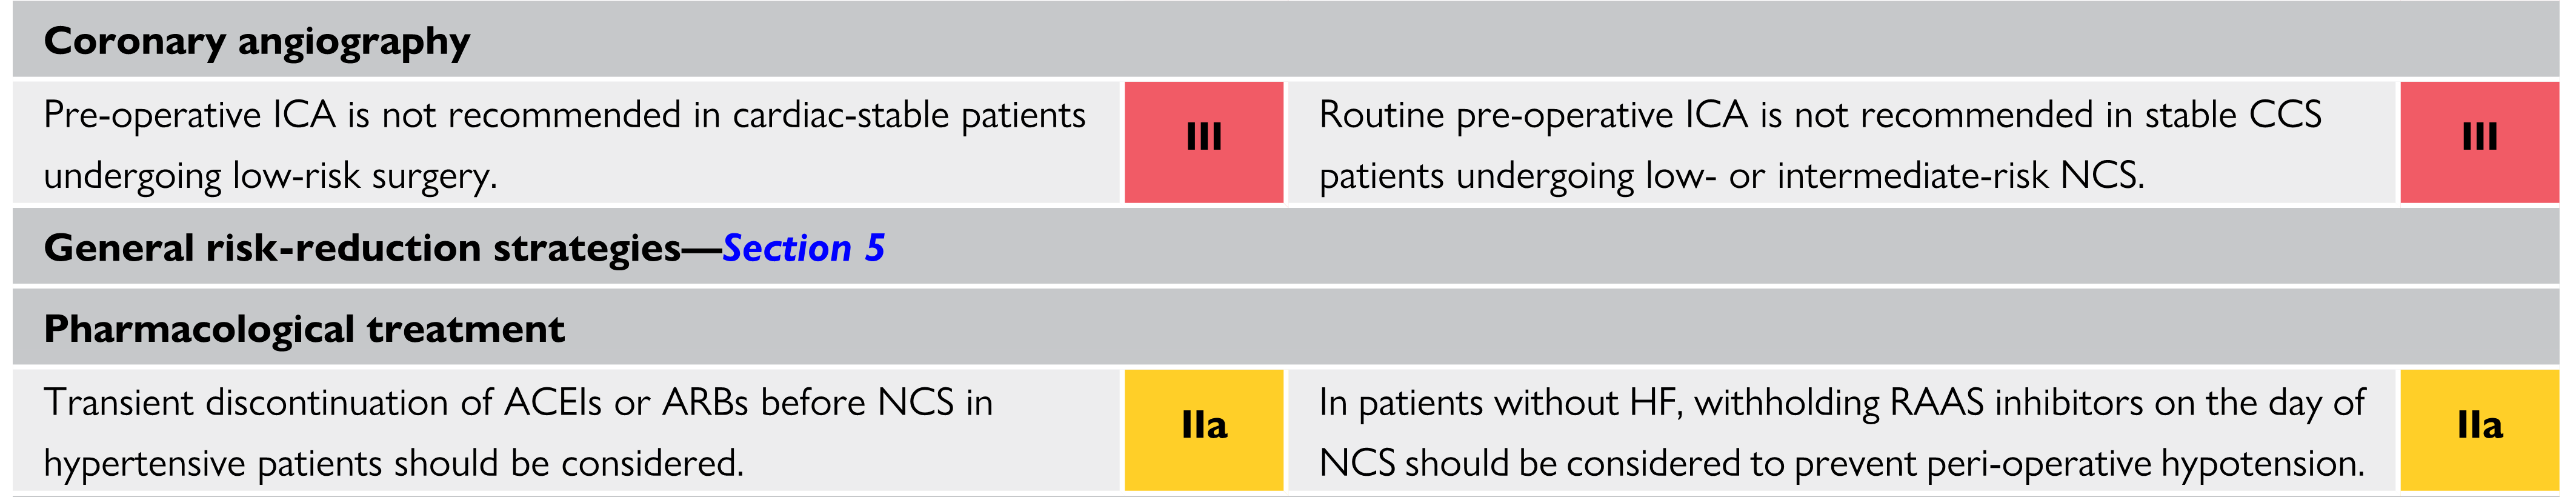 Coronary angiography
Pre-operative ICA is not recommended in cardiac-stable patients
undergoing low-risk surgery.
III
Routine pre-operative ICA is not recommended in stable CCS
patients undergoing low- or intermediate-risk NCS.
III
General risk-reduction strategies—Section 5
Pharmacological treatment
Transient discontinuation of ACEIs or ARBs before NCS in
hypertensive patients should be considered.
IIa
In patients without HF, withholding RAAS inhibitors on the day of
NCS should be considered to prevent peri-operative hypotension.
IIa